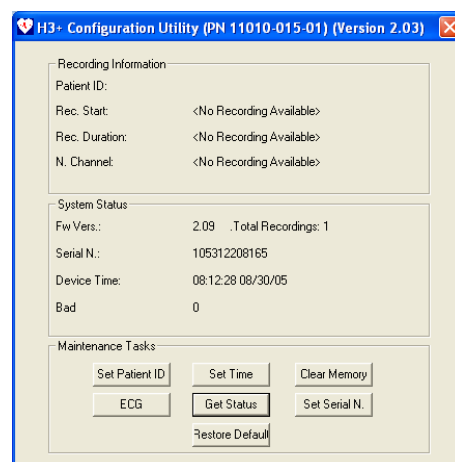 H3+ Configuration Utility (PN 11010-015-01) (Version 2.03)
Recording Information
Patient ID:
Rec. Start: <No Recording Available>
Rec. Duration: <No Recording Available>
N. Channel: <No Recording Available>
System Status
Fw Vers.: 2.09 .Total Recordings: 1
Serial N.: 105312208165
Device Time: 08:12:28 08/30/05
Bad 0
Maintenance Tasks
Set Patient ID Set Time Clear Memory
ECG Get Status Set Serial N.
Restore Default